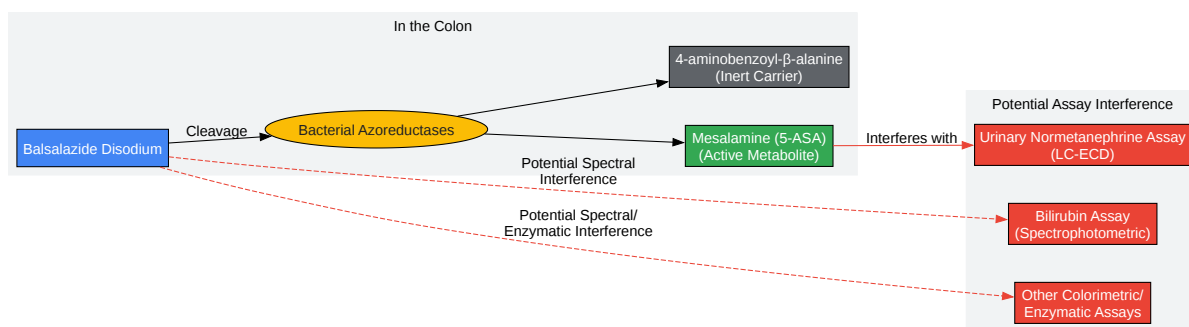 In the Colon
4-aminobenzoyl-β-alanine
(Inert Carrier)
Potential Assay Interference
Balsalazide Disodium
Cleavage
Bacterial Azoreductases
Mesalamine (5-ASA)
(Active Metabolite)
Interferes with
Urinary Normetanephrine Assay
(LC-ECD)
Potential Spectral
Interference
Bilirubin Assay
(Spectrophotometric)
Potential Spectral/
Enzymatic Interference
Other Colorimetric/
Enzymatic Assays